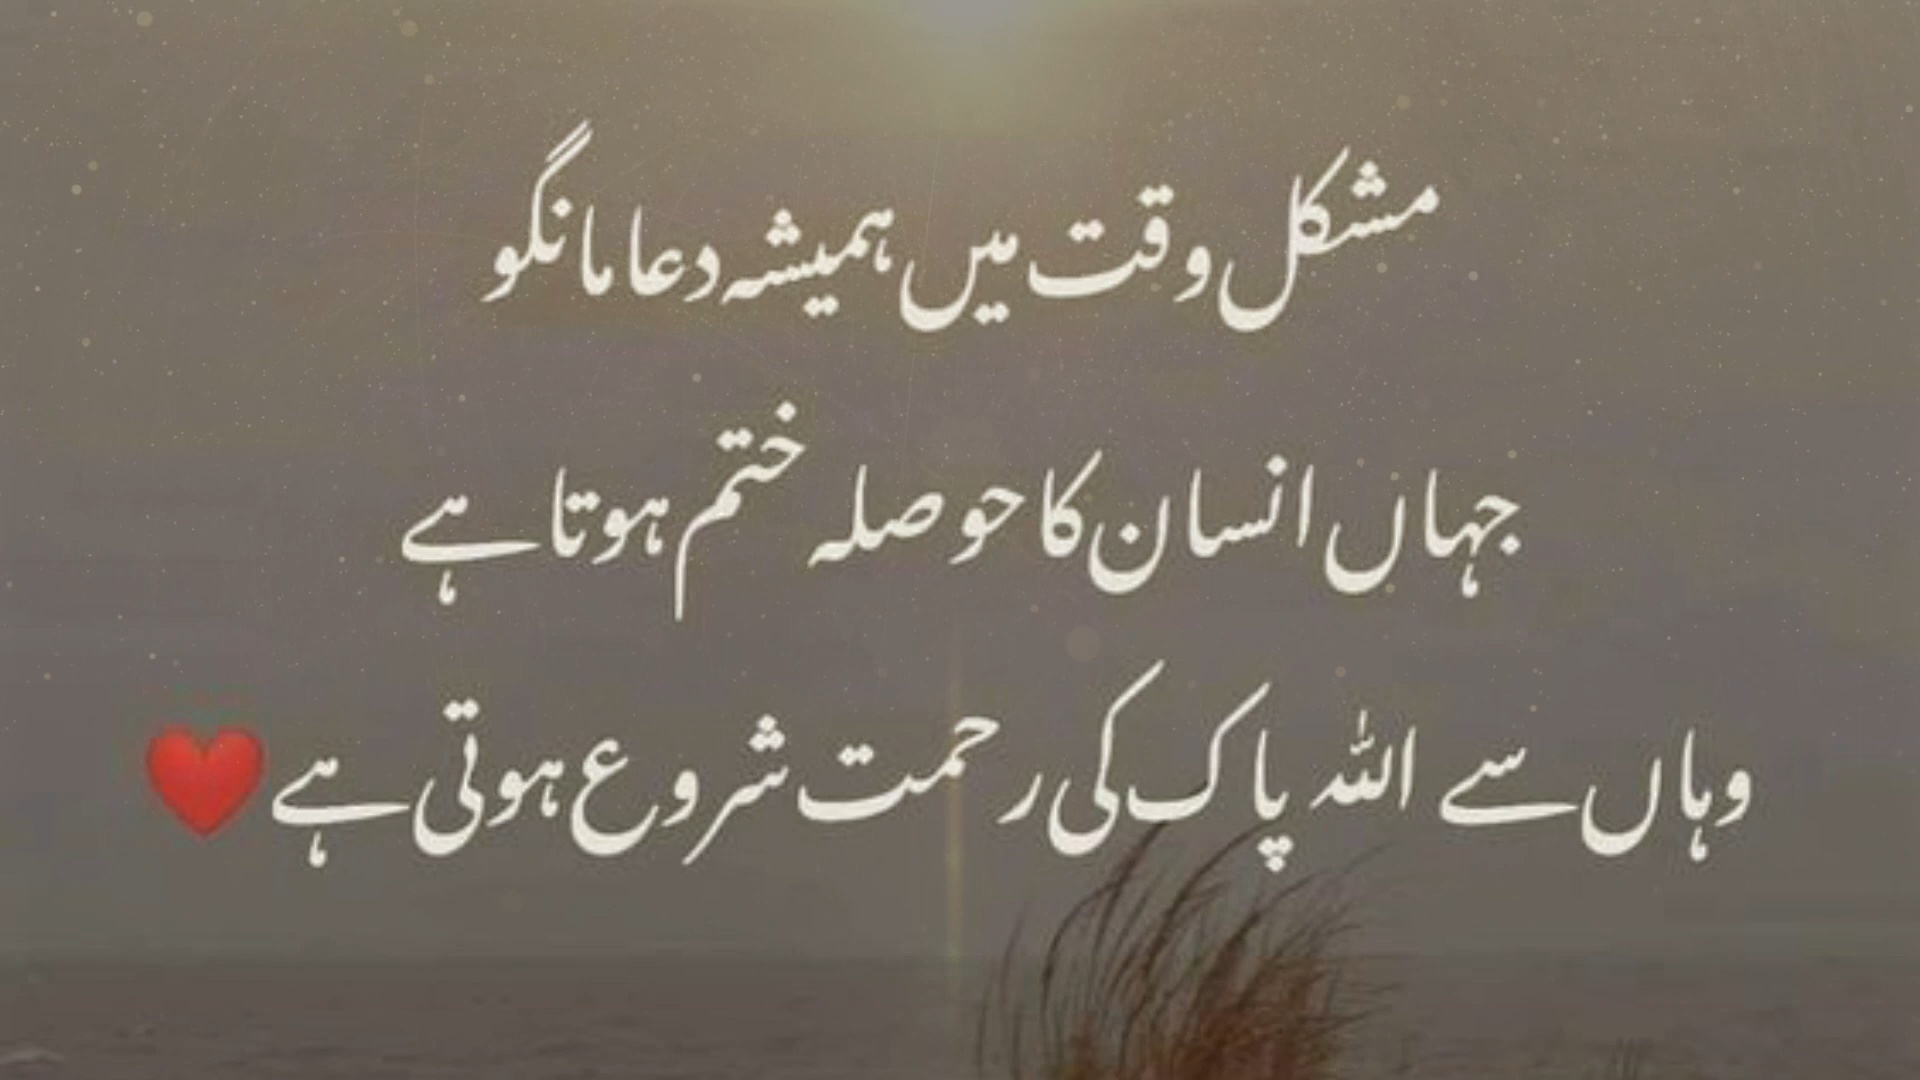 مشکل وقت میں ہمیشہ دعا مانگو
جہاں انسان کا حوصلہ ختم ہوتا ہے
وہاں سے اللہ پاک کی رحمت شروع ہوتی ہے❤️